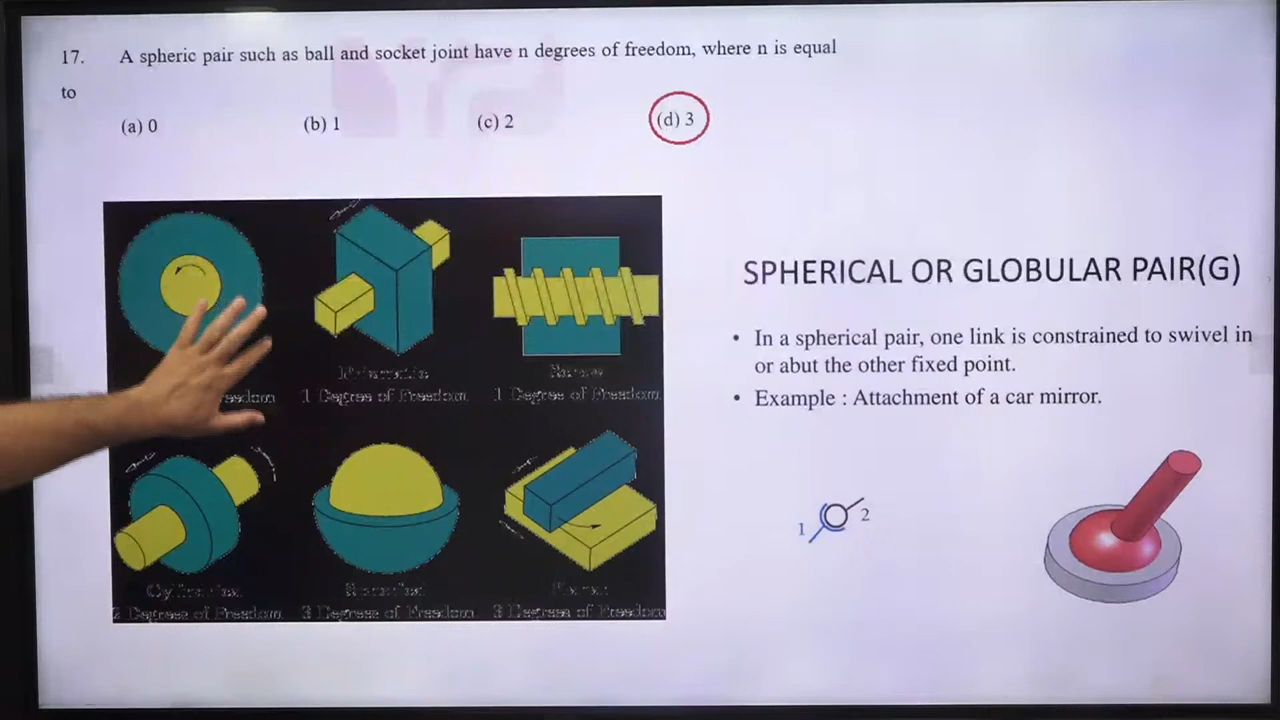 17. A spheric pair such as ball and socket joint have n degrees of freedom, where n is equal
to
(a) 0 (b) 1 (c) 2 (d) 3
SPHERICAL OR GLOBULAR PAIR(G)
• In a spherical pair, one link is constrained to swivel in
or abut the other fixed point.
• Example : Attachment of a car mirror.
1 Degree of Freedom 1 Degree of Freedom
1 2
2 Degrees of Freedom 3 Degrees of Freedom 3 Degrees of Freedom